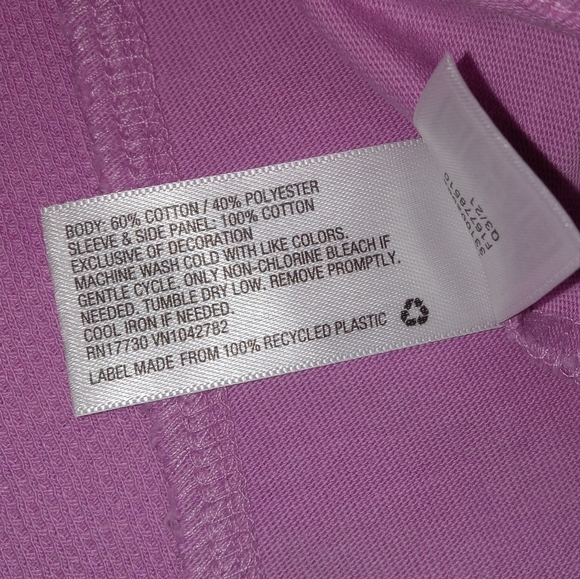 BODY: 60% COTTON / 40% POLYESTER
SLEEVE & SIDE PANEL: 100% COTTON
EXCLUSIVE OF DECORATION
MACHINE WASH COLD WITH LIKE COLORS.
GENTLE CYCLE. ONLY NON-CHLORINE BLEACH IF
NEEDED. TUMBLE DRY LOW. REMOVE PROMPTLY.
COOL IRON IF NEEDED.
RN17730 VN1042782
LABEL MADE FROM 100% RECYCLED PLASTIC
Q3/21